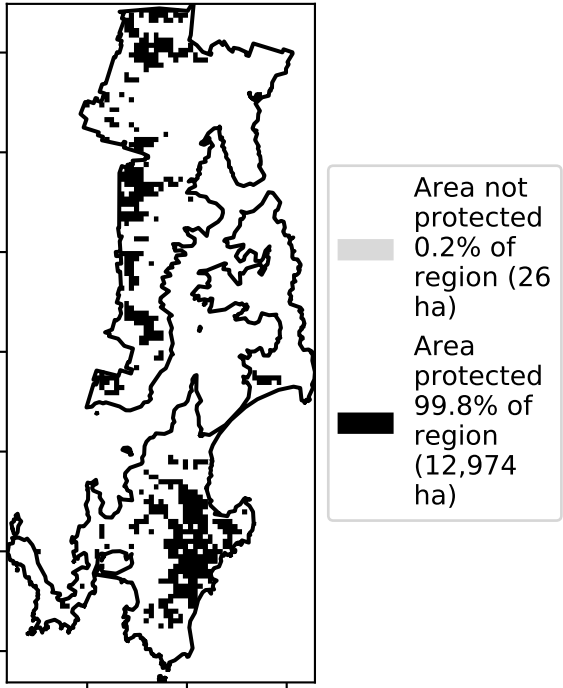 Area not
protected
0.2% of
region (26
ha)
Area
protected
99.8% of
region
(12,974
ha)